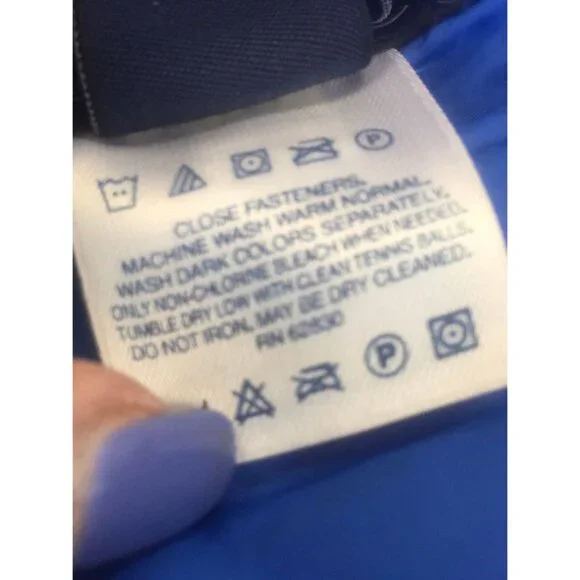 P
CLOSE FASTENERS.
MACHINE WASH WARM NORMAL.
WASH DARK COLORS SEPARATELY.
ONLY NON-CHLORINE BLEACH WHEN NEEDED.
TUMBLE DRY LOW WITH CLEAN TENNIS BALLS.
DO NOT IRON. MAY BE DRY CLEANED.
RN 62830
P